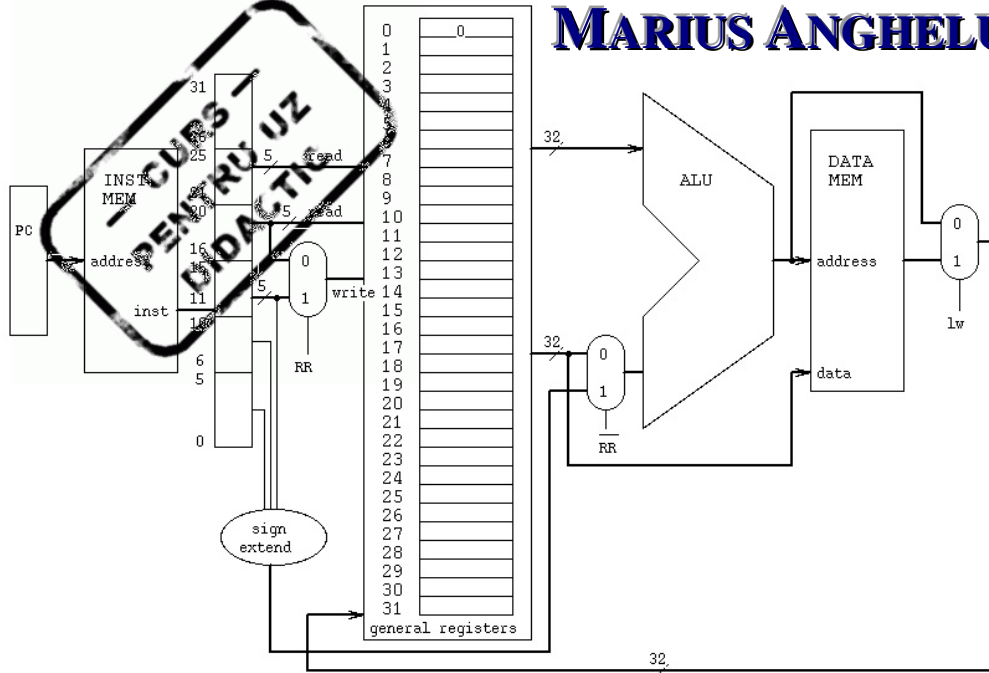 MARIUS ANGHELU
— CURS —
PENTRU UZ
DIDACTIC
PC
INST
MEM
address
inst
31
25
20
16
11
6
5
0
5 read
5 read
5
write
0
1
RR
sign
extend
0
0
1
2
3
4
5
6
7
8
9
10
11
12
13
14
15
16
17
18
19
20
21
22
23
24
25
26
27
28
29
30
31
general registers
32
32
0
1
RR
ALU
DATA
MEM
address
data
0
1
lw
32